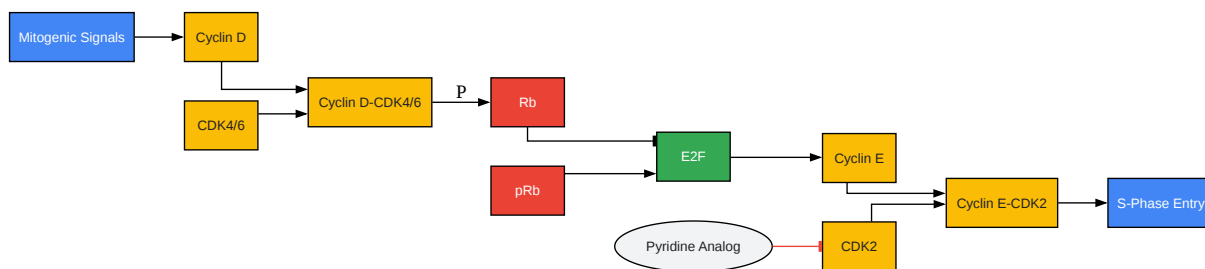 Mitogenic Signals
Cyclin D
CDK4/6
Cyclin D-CDK4/6
P
Rb
pRb
E2F
Pyridine Analog
Cyclin E
CDK2
Cyclin E-CDK2
S-Phase Entry